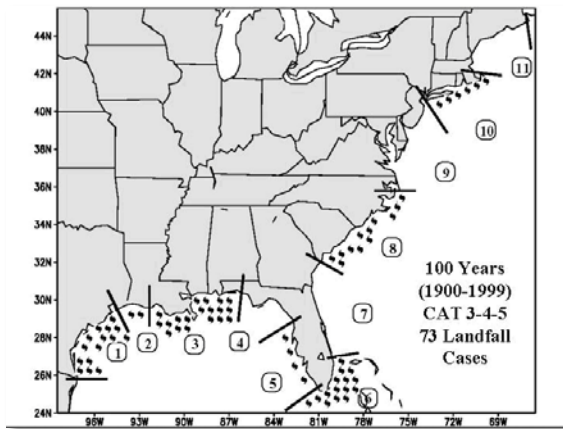 44N
42N
40N
38N
36N
34N
32N
30N
28N
26N
24N
96W
93W
90W
87W
84W
81W
78W
75W
72W
69W
1
2
3
4
5
6
7
8
9
10
11
100 Years
(1900-1999)
CAT 3-4-5
73 Landfall
Cases